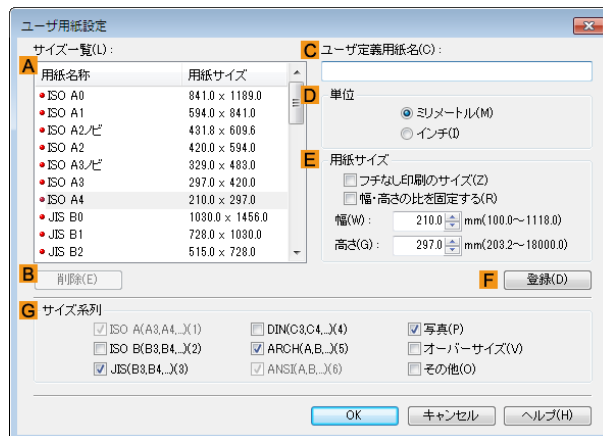 ユーザ用紙設定
A サイズ一覧(L):
用紙名称 用紙サイズ
ISO A0 841.0 x 1189.0
ISO A1 594.0 x 841.0
ISO A2ノビ 431.8 x 609.6
ISO A2 420.0 x 594.0
ISO A3ノビ 329.0 x 483.0
ISO A3 297.0 x 420.0
ISO A4 210.0 x 297.0
JIS B0 1030.0 x 1456.0
JIS B1 728.0 x 1030.0
JIS B2 515.0 x 728.0
B 削除(E)
C ユーザ定義用紙名(C):
D 単位
ミリメートル(M)
インチ(I)
E 用紙サイズ
フチなし印刷のサイズ(Z)
幅・高さの比を固定する(R)
幅(W): 210.0 mm(100.0～1118.0)
高さ(G): 297.0 mm(203.2～18000.0)
F 登録(D)
G サイズ系列
ISO A(A3,A4,..)(1) DIN(C3,C4,..)(4) 写真(P)
ISO B(B3,B4,..)(2) ARCH(A,B,..)(5) オーバーサイズ(V)
JIS(B3,B4,..)(3) ANSI(A,B,..)(6) その他(O)
OK キャンセル ヘルプ(H)